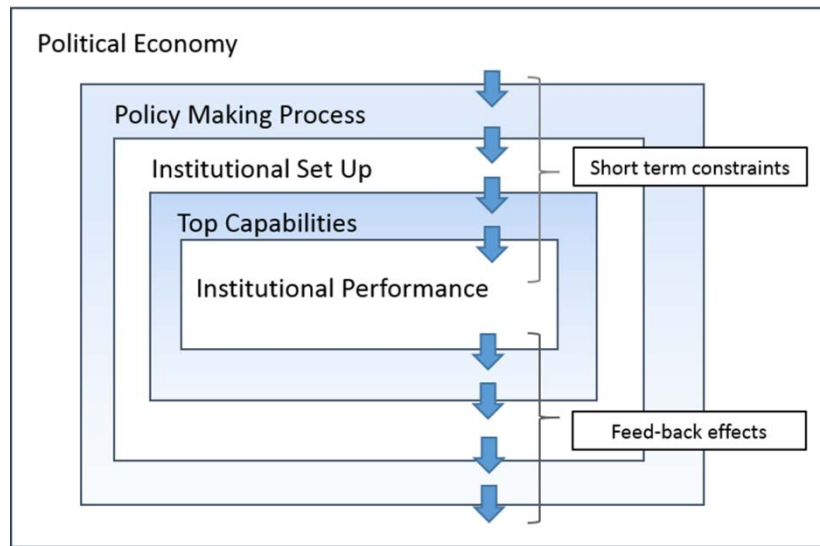 Political Economy
Policy Making Process
Institutional Set Up
Short term constraints
Top Capabilities
Institutional Performance
Feed-back effects